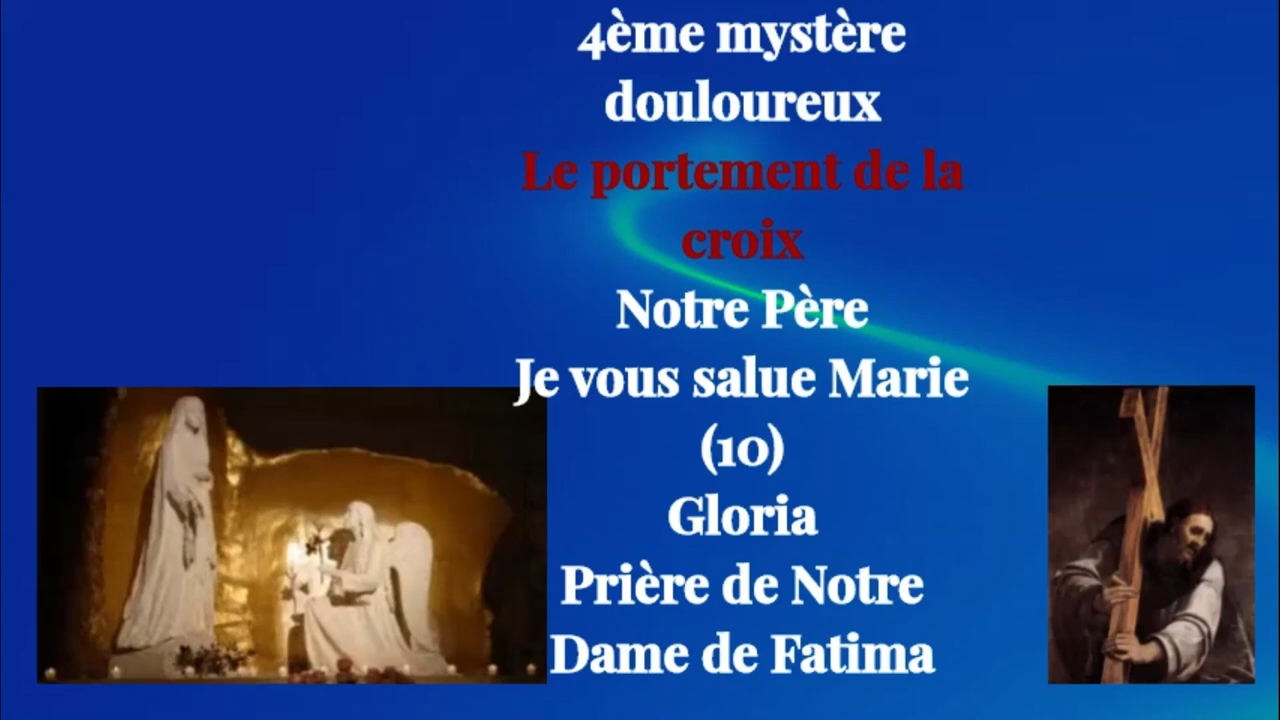 4ème mystère
douloureux
Le portement de la
croix
Notre Père
Je vous salue Marie
(10)
Gloria
Prière de Notre
Dame de Fatima